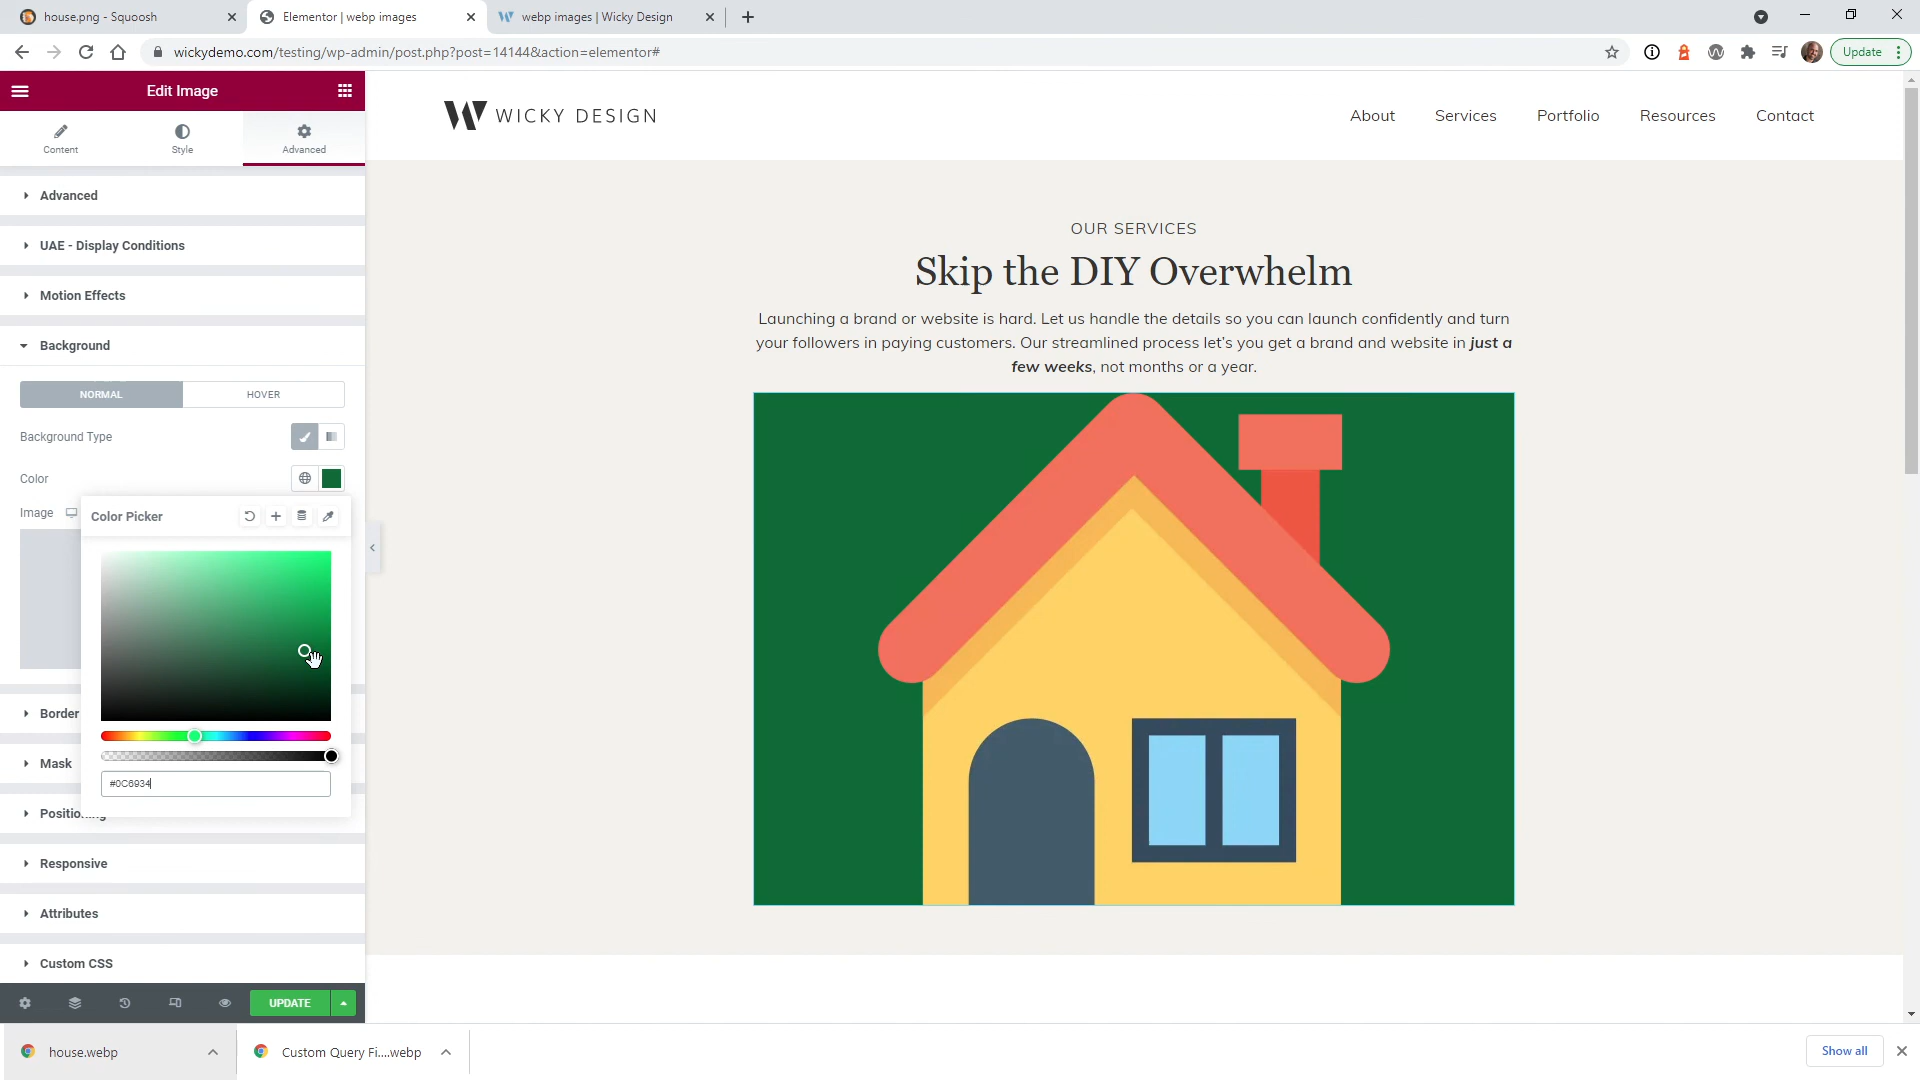 house.png - Squoosh
Elementor | webp images
webp images | Wicky Design
wickydemo.com/testing/wp-admin/post.php?post=14144&action=elementor#
Update
Edit Image
Content
Style
Advanced
Advanced
UAE - Display Conditions
Motion Effects
Background
NORMAL
HOVER
Background Type
Color
Image
Color Picker
#0C6934
Border
Mask
Positioning
Responsive
Attributes
Custom CSS
UPDATE
WICKY DESIGN
About
Services
Portfolio
Resources
Contact
OUR SERVICES
Skip the DIY Overwhelm
Launching a brand or website is hard. Let us handle the details so you can launch confidently and turn
your followers in paying customers. Our streamlined process let's you get a brand and website in just a
few weeks, not months or a year.
house.webp
Custom Query Fi....webp
Show all